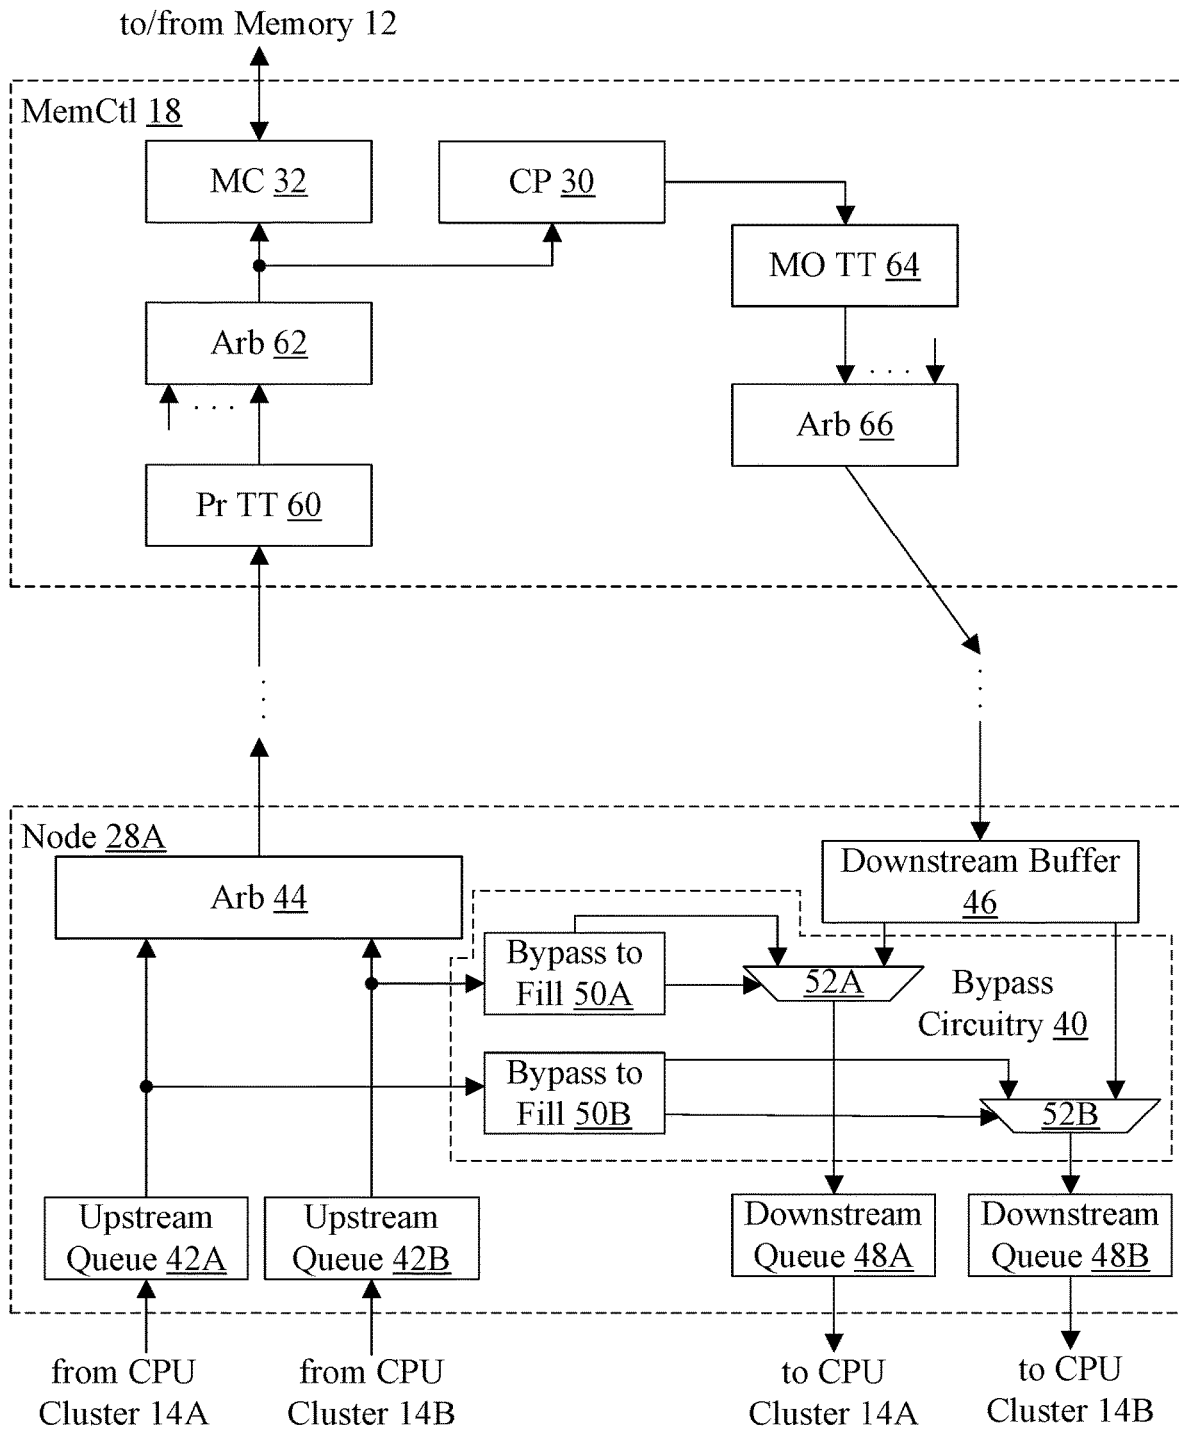 to/from Memory 12
MemCtl 18
MC 32
CP 30
MO TT 64
Arb 62
. . .
. . .
Arb 66
Pr TT 60
Node 28A
Downstream Buffer
46
Arb 44
Bypass to
Fill 50A
52A
Bypass
Circuitry 40
Bypass to
Fill 50B
52B
Upstream
Queue 42A
Upstream
Queue 42B
Downstream
Queue 48A
Downstream
Queue 48B
from CPU
Cluster 14A
from CPU
Cluster 14B
to CPU
Cluster 14A
to CPU
Cluster 14B